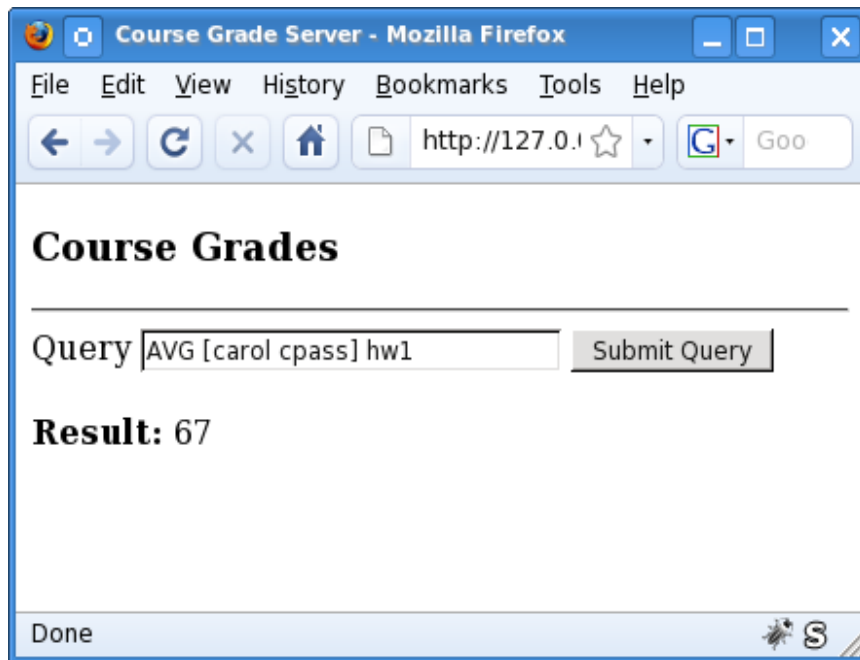 Course Grade Server - Mozilla Firefox
File Edit View History Bookmarks Tools Help
http://127.0. G Goo
Course Grades
Query AVG [carol cpass] hw1 Submit Query
Result: 67
Done S